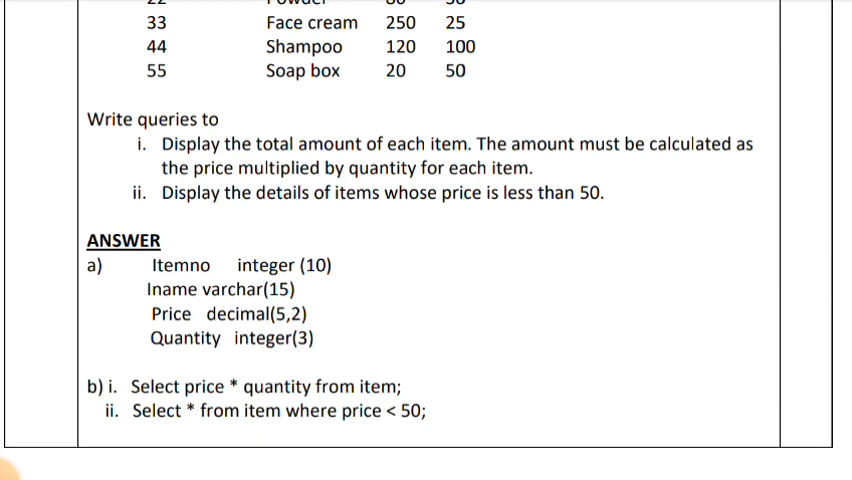 33 Face cream 250 25
44 Shampoo 120 100
55 Soap box 20 50
Write queries to
i. Display the total amount of each item. The amount must be calculated as
the price multiplied by quantity for each item.
ii. Display the details of items whose price is less than 50.
ANSWER
a) Itemno integer (10)
Iname varchar(15)
Price decimal(5,2)
Quantity integer(3)
b) i. Select price * quantity from item;
ii. Select * from item where price < 50;